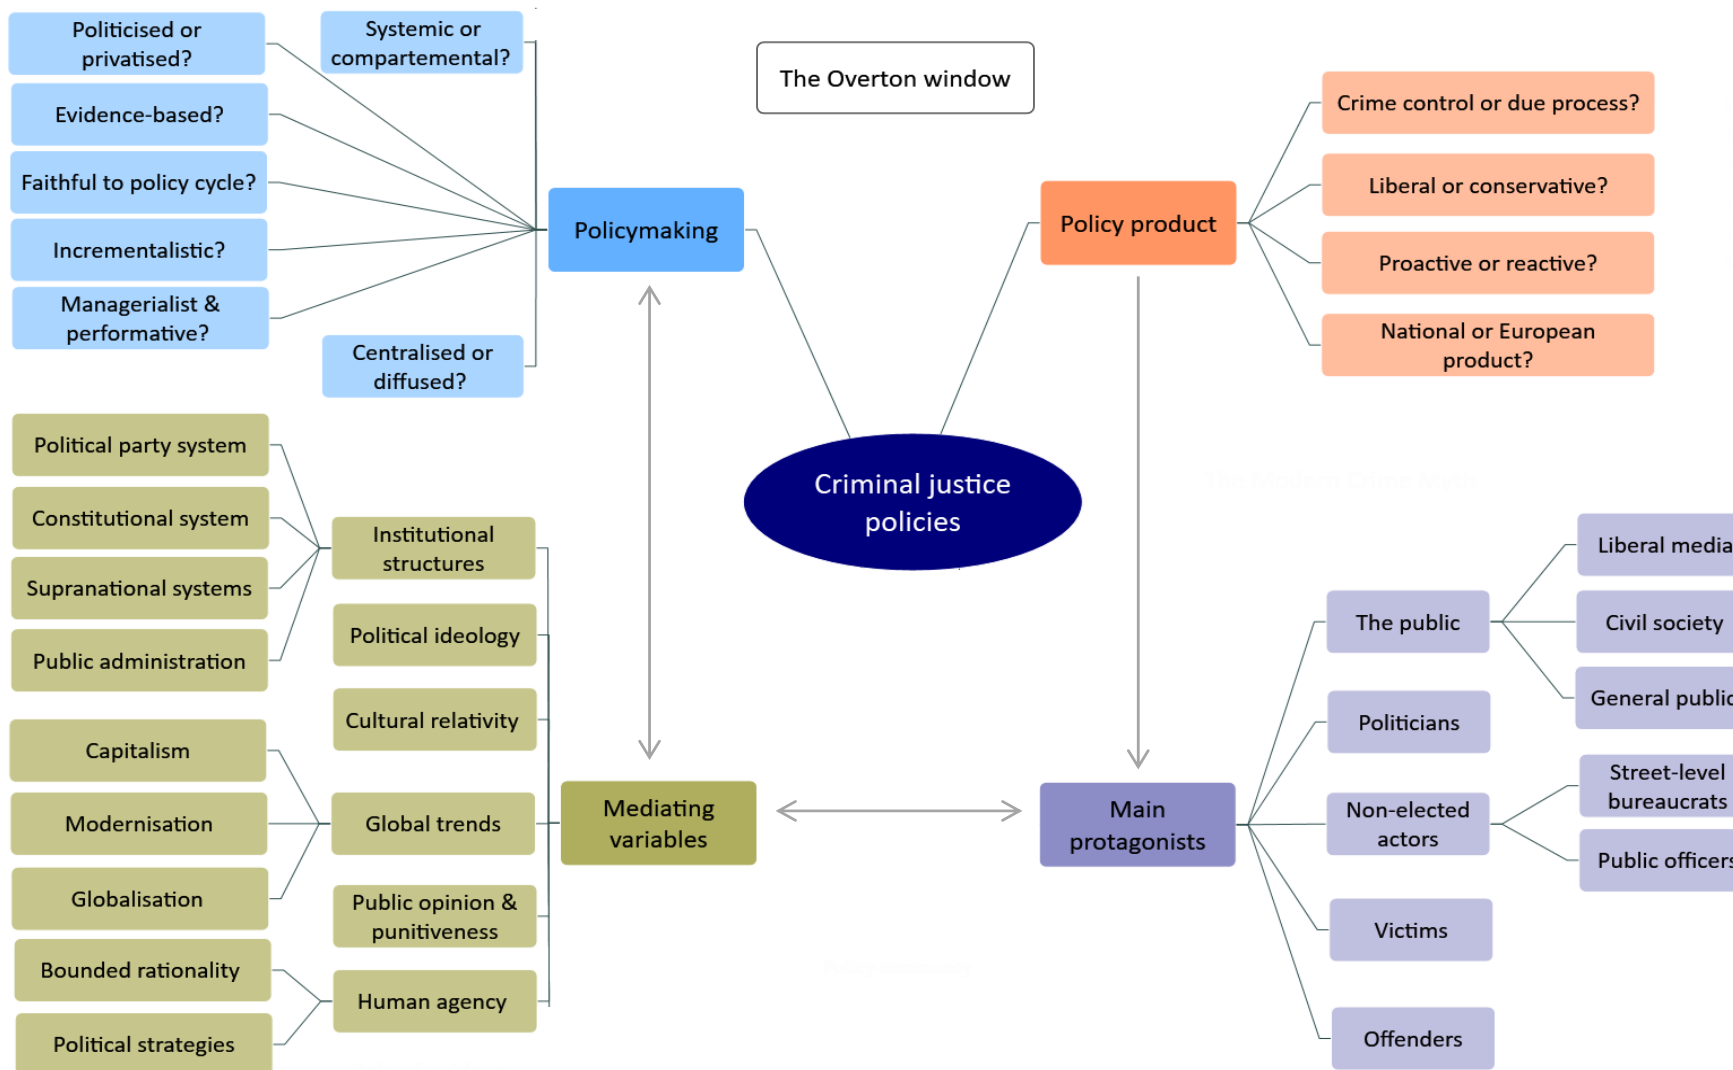 Politicised or
privatised?
Systemic or
compartemental?
Evidence-based?
Faithful to policy cycle?
Incrementalistic?
Managerialist &
performative?
Centralised or
diffused?
Policymaking
The Overton window
Policy product
Crime control or due process?
Liberal or conservative?
Proactive or reactive?
National or European
product?
Criminal justice
policies
Political party system
Constitutional system
Supranational systems
Public administration
Institutional
structures
Political ideology
Cultural relativity
Capitalism
Modernisation
Globalisation
Global trends
Public opinion &
punitiveness
Bounded rationality
Political strategies
Human agency
Mediating
variables
Main
protagonists
The public
Liberal media
Civil society
General public
Politicians
Non-elected
actors
Street-level
bureaucrats
Public officers
Victims
Offenders